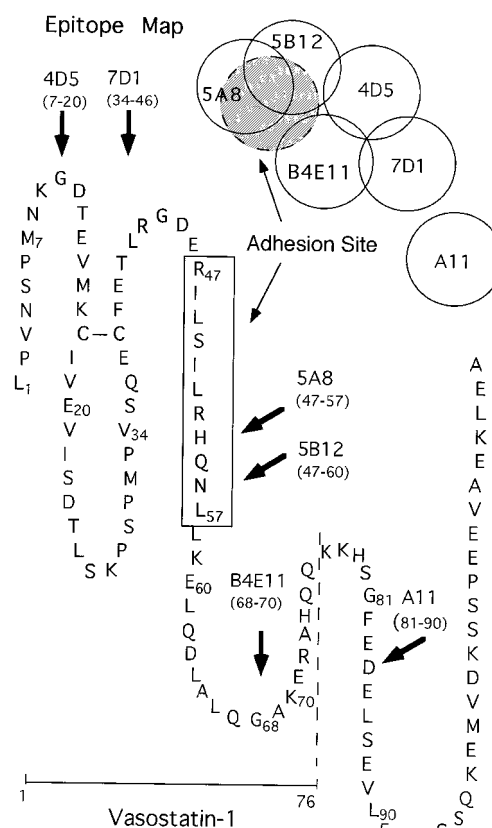 Epitope Map
4D5
(7-20)
7D1
(34-46)
5B12
5A8
4D5
B4E11
7D1
A11
Adhesion Site
L1 P V N S P M7 N K G D T E V M K C I V E20 V I S D T L S K P S P M P V34 S Q E C F E T L R G D E
R47 I L S I L R H Q N L57
5A8
(47-57)
5B12
(47-60)
L K E60 L Q D L A L Q G68 A K70 E R A H Q Q
B4E11
(68-70)
K K H S G81 F E D E L S E V L90
A11
(81-90)
A E L K E A V E E P S S K D V M E K Q
1
76
Vasostatin-1